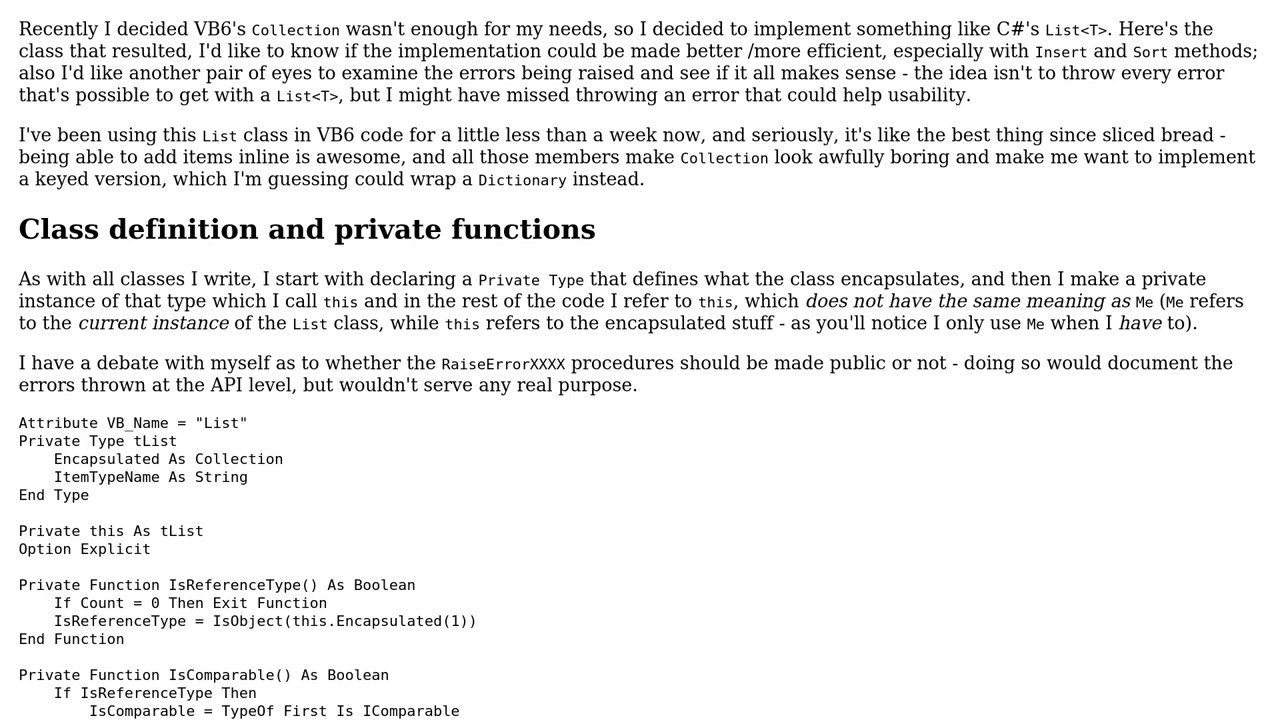 Recently I decided VB6's Collection wasn't enough for my needs, so I decided to implement something like C#'s List<T>. Here's the
class that resulted, I'd like to know if the implementation could be made better /more efficient, especially with Insert and Sort methods;
also I'd like another pair of eyes to examine the errors being raised and see if it all makes sense - the idea isn't to throw every error
that's possible to get with a List<T>, but I might have missed throwing an error that could help usability.
I've been using this List class in VB6 code for a little less than a week now, and seriously, it's like the best thing since sliced bread -
being able to add items inline is awesome, and all those members make Collection look awfully boring and make me want to implement
a keyed version, which I'm guessing could wrap a Dictionary instead.
Class definition and private functions
As with all classes I write, I start with declaring a Private Type that defines what the class encapsulates, and then I make a private
instance of that type which I call this and in the rest of the code I refer to this, which does not have the same meaning as Me (Me refers
to the current instance of the List class, while this refers to the encapsulated stuff - as you'll notice I only use Me when I have to).
I have a debate with myself as to whether the RaiseErrorXXXX procedures should be made public or not - doing so would document the
errors thrown at the API level, but wouldn't serve any real purpose.
Attribute VB_Name = "List"
Private Type tList
    Encapsulated As Collection
    ItemTypeName As String
End Type
Private this As tList
Option Explicit
Private Function IsReferenceType() As Boolean
    If Count = 0 Then Exit Function
    IsReferenceType = IsObject(this.Encapsulated(1))
End Function
Private Function IsComparable() As Boolean
    If IsReferenceType Then
        IsComparable = TypeOf First Is IComparable